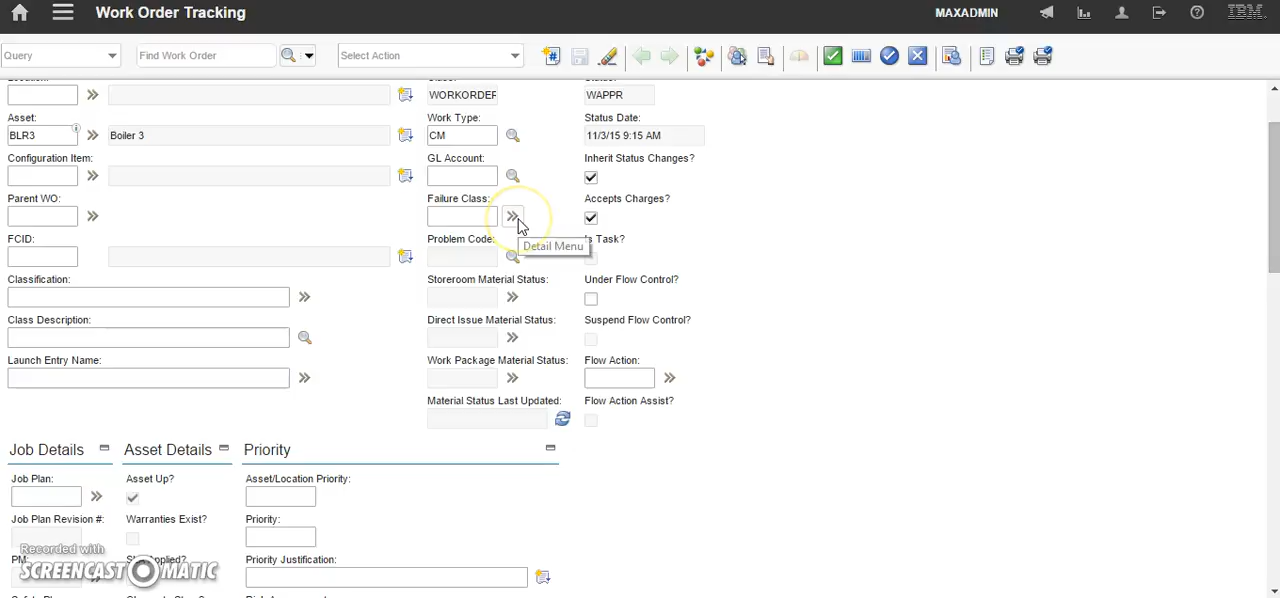 Work Order Tracking
MAXADMIN
IBM.
Query
Find Work Order
Select Action
WORKORDER
WAPPR
Asset:
Work Type:
Status Date:
BLR3
Boiler 3
CM
11/3/15 9:15 AM
Configuration Item:
GL Account:
Inherit Status Changes?
Parent WO:
Failure Class:
Accepts Charges?
FCID:
Problem Code:
Is Task?
Detail Menu
Classification:
Storeroom Material Status:
Under Flow Control?
Class Description:
Direct Issue Material Status:
Suspend Flow Control?
Launch Entry Name:
Work Package Material Status:
Flow Action:
Material Status Last Updated:
Flow Action Assist?
Job Details
Asset Details
Priority
Job Plan:
Asset Up?
Asset/Location Priority:
Job Plan Revision #:
Warranties Exist?
Priority:
Recorded with
SCREENCAST-O-MATIC
PM:
Priority Justification: